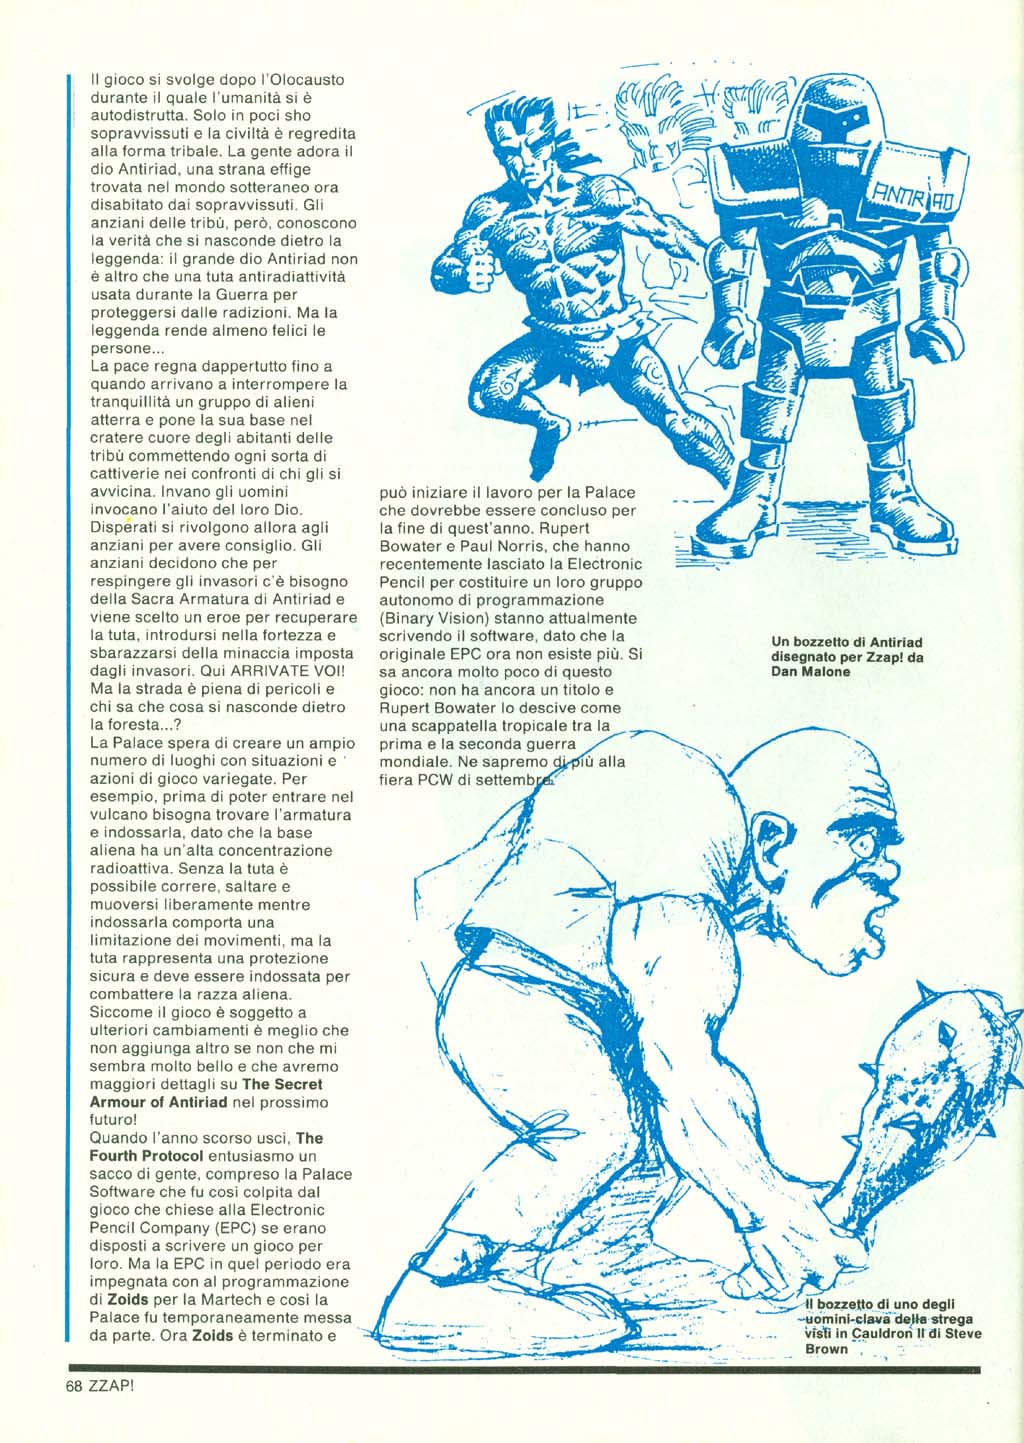 Il gioco si svolge dopo l'Olocausto
durante il quale l'umanità si è
autodistrutta. Solo in poci sho
sopravvissuti e la civiltà è regredita
alla forma tribale. La gente adora il
dio Antiriad, una strana effige
trovata nel mondo sotteraneo ora
disabitato dai sopravvissuti. Gli
anziani delle tribù, però, conoscono
la verità che si nasconde dietro la
leggenda: il grande dio Antiriad non
è altro che una tuta antiradiattività
usata durante la Guerra per
proteggersi dalle radizioni. Ma la
leggenda rende almeno felici le
persone...
La pace regna dappertutto fino a
quando arrivano a interrompere la
tranquillità un gruppo di alieni
atterra e pone la sua base nel
cratere cuore degli abitanti delle
tribù commettendo ogni sorta di
cattiverie nei confronti di chi gli si
avvicina. Invano gli uomini
invocano l'aiuto del loro Dio.
Disperati si rivolgono allora agli
anziani per avere consiglio. Gli
anziani decidono che per
respingere gli invasori c'è bisogno
della Sacra Armatura di Antiriad e
viene scelto un eroe per recuperare
la tuta, introdursi nella fortezza e
sbarazzarsi della minaccia imposta
dagli invasori. Qui ARRIVATE VOI!
Ma la strada è piena di pericoli e
chi sa che cosa si nasconde dietro
la foresta...?
La Palace spera di creare un ampio
numero di luoghi con situazioni e
azioni di gioco variegate. Per
esempio, prima di poter entrare nel
vulcano bisogna trovare l'armatura
e indossarla, dato che la base
aliena ha un'alta concentrazione
radioattiva. Senza la tuta è
possibile correre, saltare e
muoversi liberamente mentre
indossarla comporta una
limitazione dei movimenti, ma la
tuta rappresenta una protezione
sicura e deve essere indossata per
combattere la razza aliena.
Siccome il gioco è soggetto a
ulteriori cambiamenti è meglio che
non aggiunga altro se non che mi
sembra molto bello e che avremo
maggiori dettagli su The Secret
Armour of Antiriad nel prossimo
futuro!
Quando l'anno scorso uscì, The
Fourth Protocol entusiasmo un
sacco di gente, compreso la Palace
Software che fu così colpita dal
gioco che chiese alla Electronic
Pencil Company (EPC) se erano
disposti a scrivere un gioco per
loro. Ma la EPC in quel periodo era
impegnata con al programmazione
di Zoids per la Martech e così la
Palace fu temporaneamente messa
da parte. Ora Zoids è terminato e
può iniziare il lavoro per la Palace
che dovrebbe essere concluso per
la fine di quest'anno. Rupert
Bowater e Paul Norris, che hanno
recentemente lasciato la Electronic
Pencil per costituire un loro gruppo
autonomo di programmazione
(Binary Vision) stanno attualmente
scrivendo il software, dato che la
originale EPC ora non esiste più. Si
sa ancora molto poco di questo
gioco: non ha ancora un titolo e
Rupert Bowater lo descive come
una scappatella tropicale tra la
prima e la seconda guerra
mondiale. Ne sapremo di più alla
fiera PCW di settembre.
ANTIRIAD
Un bozzetto di Antiriad
disegnato per Zzap! da
Dan Malone
Il bozzetto di uno degli
uomini-clava della strega
visti in Cauldron II di Steve
Brown
68 ZZAP!